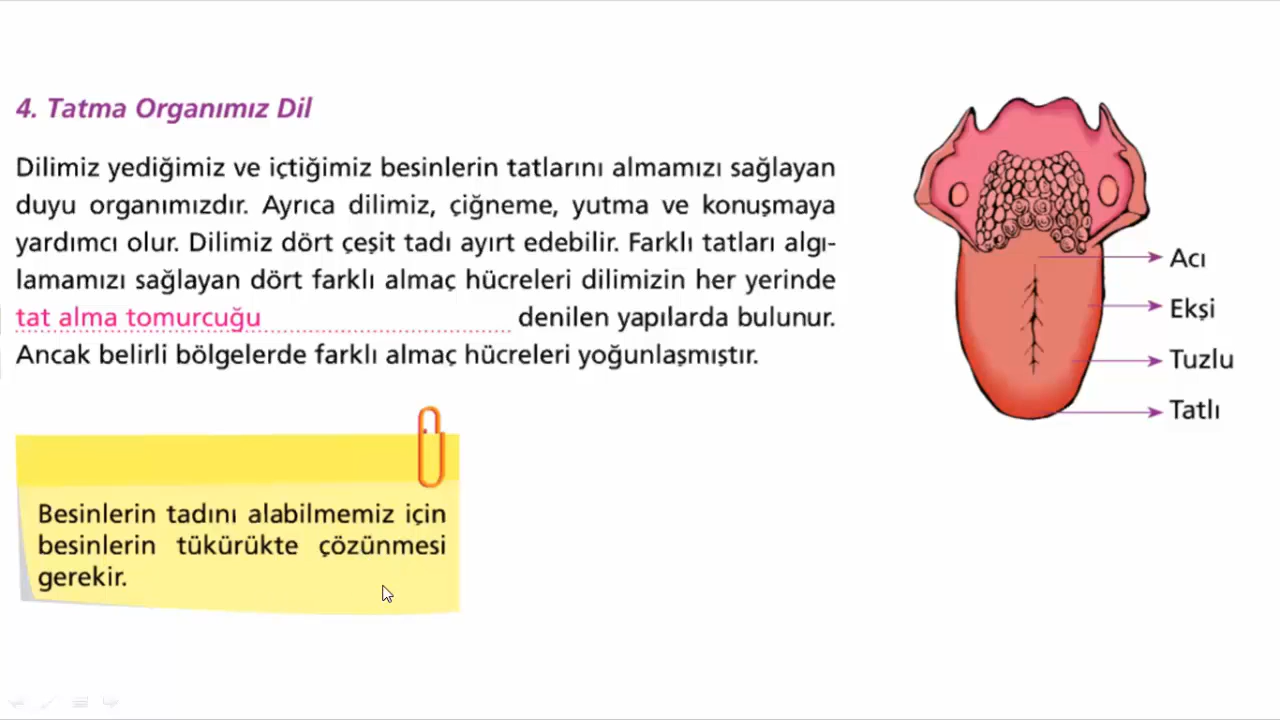 4. Tatma Organımız Dil
Dilimiz yediğimiz ve içtiğimiz besinlerin tatlarını almamızı sağlayan
duyu organımızdır. Ayrıca dilimiz, çiğneme, yutma ve konuşmaya
yardımcı olur. Dilimiz dört çeşit tadı ayırt edebilir. Farklı tatları algı-
lamamızı sağlayan dört farklı almaç hücreleri dilimizin her yerinde
tat alma tomurcuğu denilen yapılarda bulunur.
Ancak belirli bölgelerde farklı almaç hücreleri yoğunlaşmıştır.
Acı
Ekşi
Tuzlu
Tatlı
Besinlerin tadını alabilmemiz için
besinlerin tükürükte çözünmesi
gerekir.